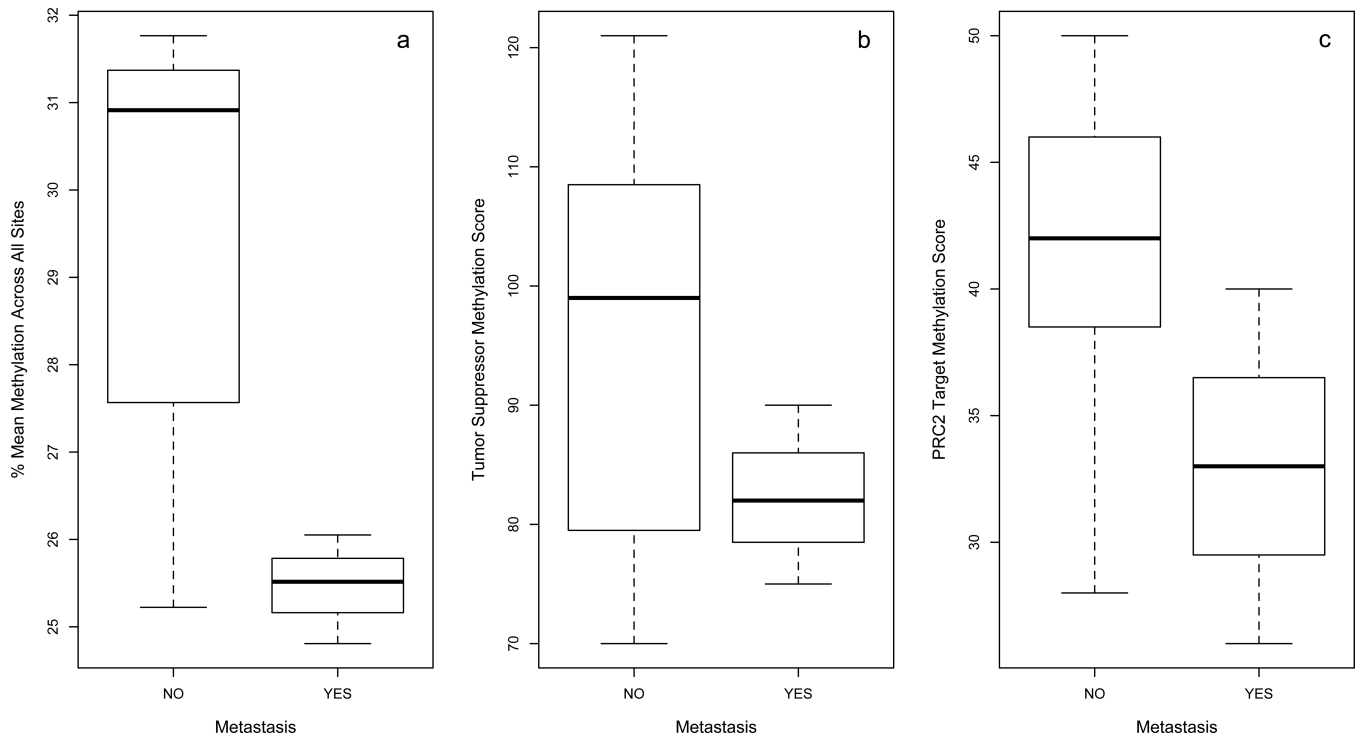 a
% Mean Methylation Across All Sites
32
31
30
29
28
27
26
25
NO YES
Metastasis
b
Tumor Suppressor Methylation Score
120
110
100
90
80
70
NO YES
Metastasis
c
PRC2 Target Methylation Score
50
45
40
35
30
NO YES
Metastasis